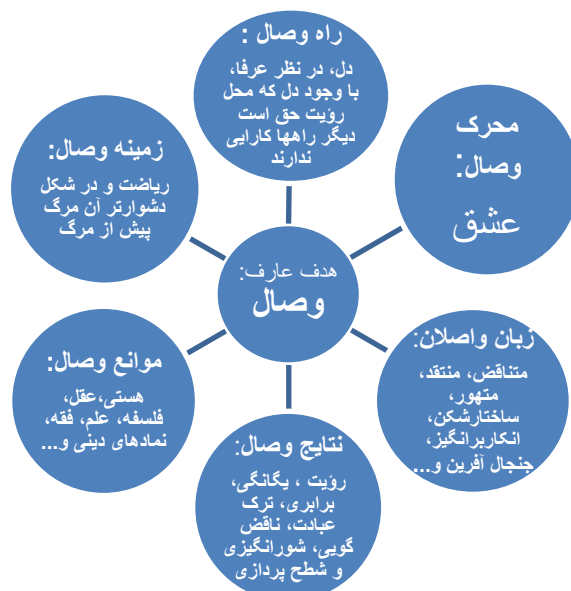 راه وصال :
دل، در نظر عرفا،
با وجود دل که محل
رؤیت حق است
دیگر راهها کارایی
ندارند
محرک
وصال:
عشق
زبان واصلان:
متناقض، منتقد،
متهور،
ساختارشکن،
انکاربرانگیز،
جنجال آفرین و...
نتایج وصال:
رؤیت ، یگانگی،
برابری، ترک
عبادت، ناقض
گویی، شورانگیزی
و شطح پردازی
موانع وصال:
هستی،عقل،
فلسفه، علم، فقه،
نمادهای دینی و...
زمینه وصال:
ریاضت و در شکل
دشوارتر آن مرگ
پیش از مرگ
هدف عارف:
وصال